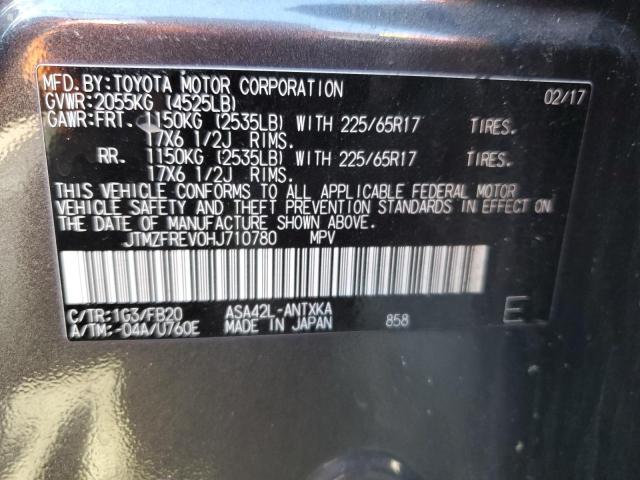 MFD.BY:TOYOTA MOTOR CORPORATION 02/17
GVWR:2055KG (4525LB)
GAWR:FRT. 1150KG (2535LB) WITH 225/65R17 TIRES.
17X6 1/2J RIMS.
RR. 1150KG (2535LB) WITH 225/65R17 TIRES.
17X6 1/2J RIMS.
THIS VEHICLE CONFORMS TO ALL APPLICABLE FEDERAL MOTOR
VEHICLE SAFETY AND THEFT PREVENTION STANDARDS IN EFFECT ON
THE DATE OF MANUFACTURE SHOWN ABOVE.
JTMZFREV0HJ710780 MPV
C/TR:1G3/FB20 ASA42L-ANTXKA
A/TM:-04A/U760E MADE IN JAPAN 858 E